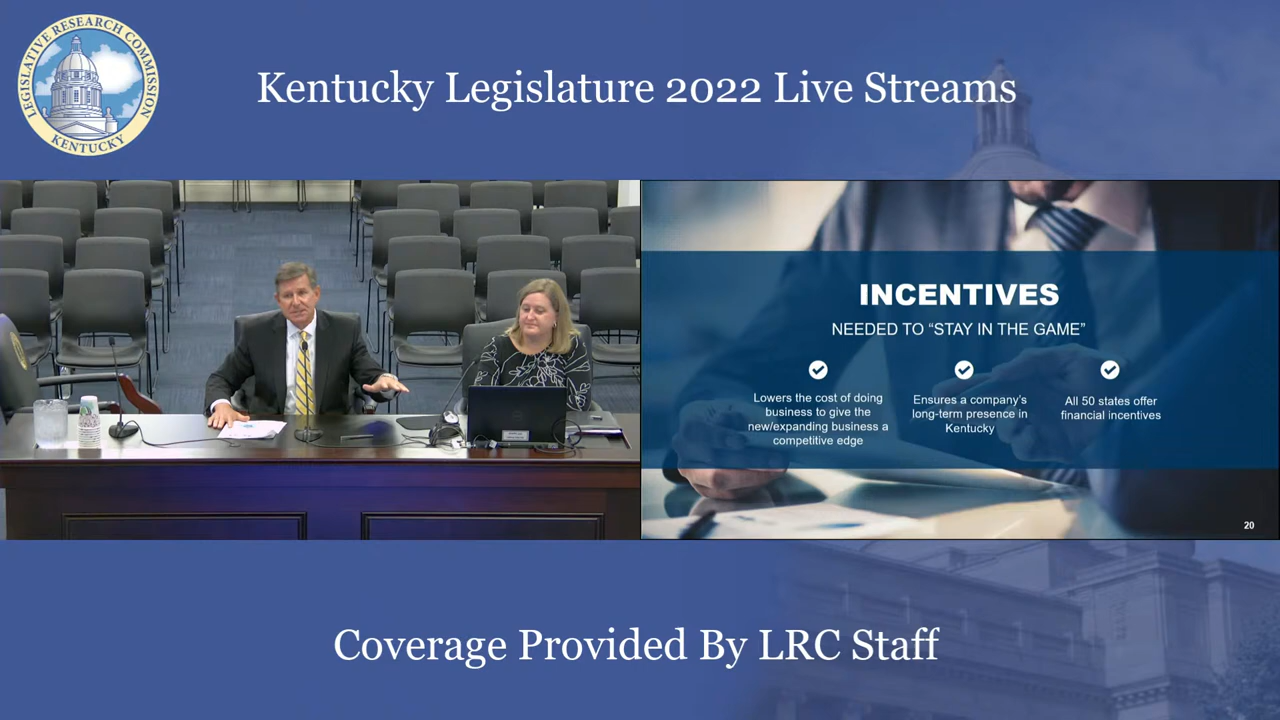 LEGISLATIVE RESEARCH COMMISSION
KENTUCKY
Kentucky Legislature 2022 Live Streams
INCENTIVES
NEEDED TO “STAY IN THE GAME”
Lowers the cost of doing
business to give the
new/expanding business a
competitive edge
Ensures a company’s
long-term presence in
Kentucky
All 50 states offer
financial incentives
20
Coverage Provided By LRC Staff